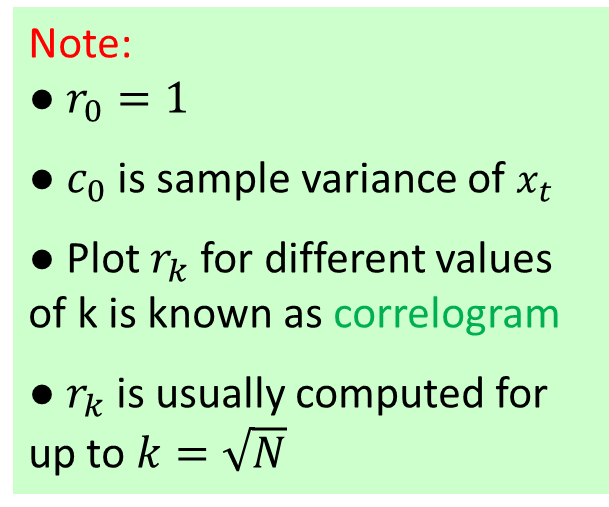 Note:
● r₀ = 1
● c₀ is sample variance of xₜ
● Plot rₖ for different values
of k is known as correlogram
● rₖ is usually computed for
up to k = √N